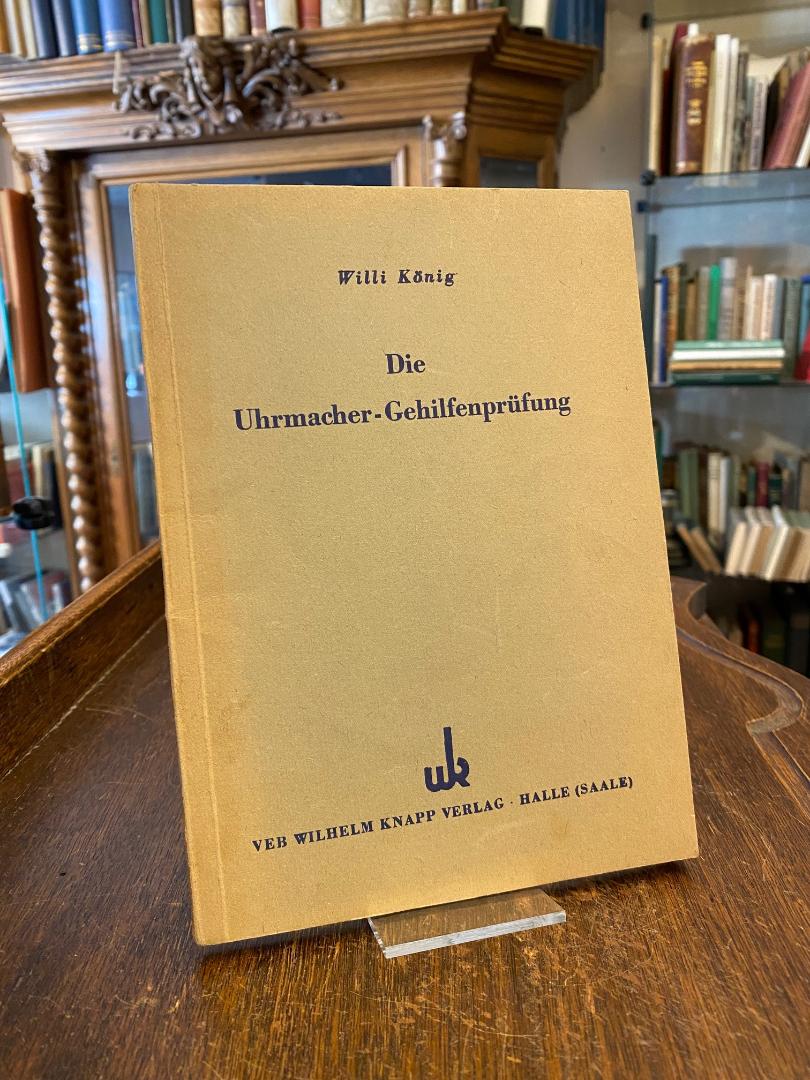 Willi König
Die
Uhrmacher-Gehilfenprüfung
wk
VEB WILHELM KNAPP VERLAG · HALLE (SAALE)